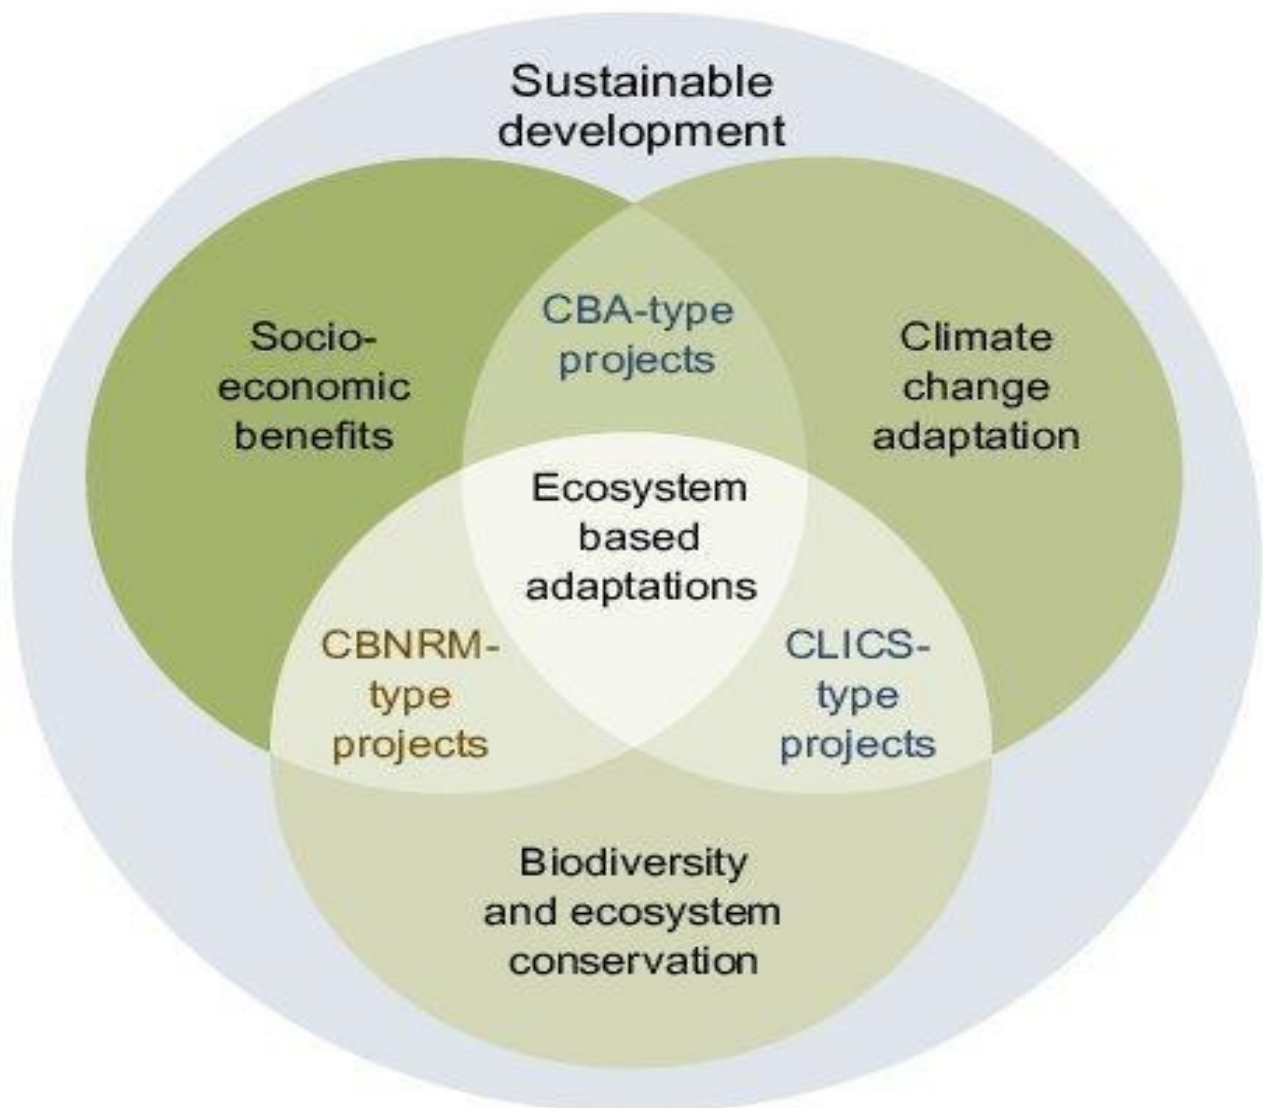 Sustainable
development
CBA-type
projects
Socio-
economic
benefits
Climate
change
adaptation
Ecosystem
based
adaptations
CBNRM-
type
projects
CLICS-
type
projects
Biodiversity
and ecosystem
conservation